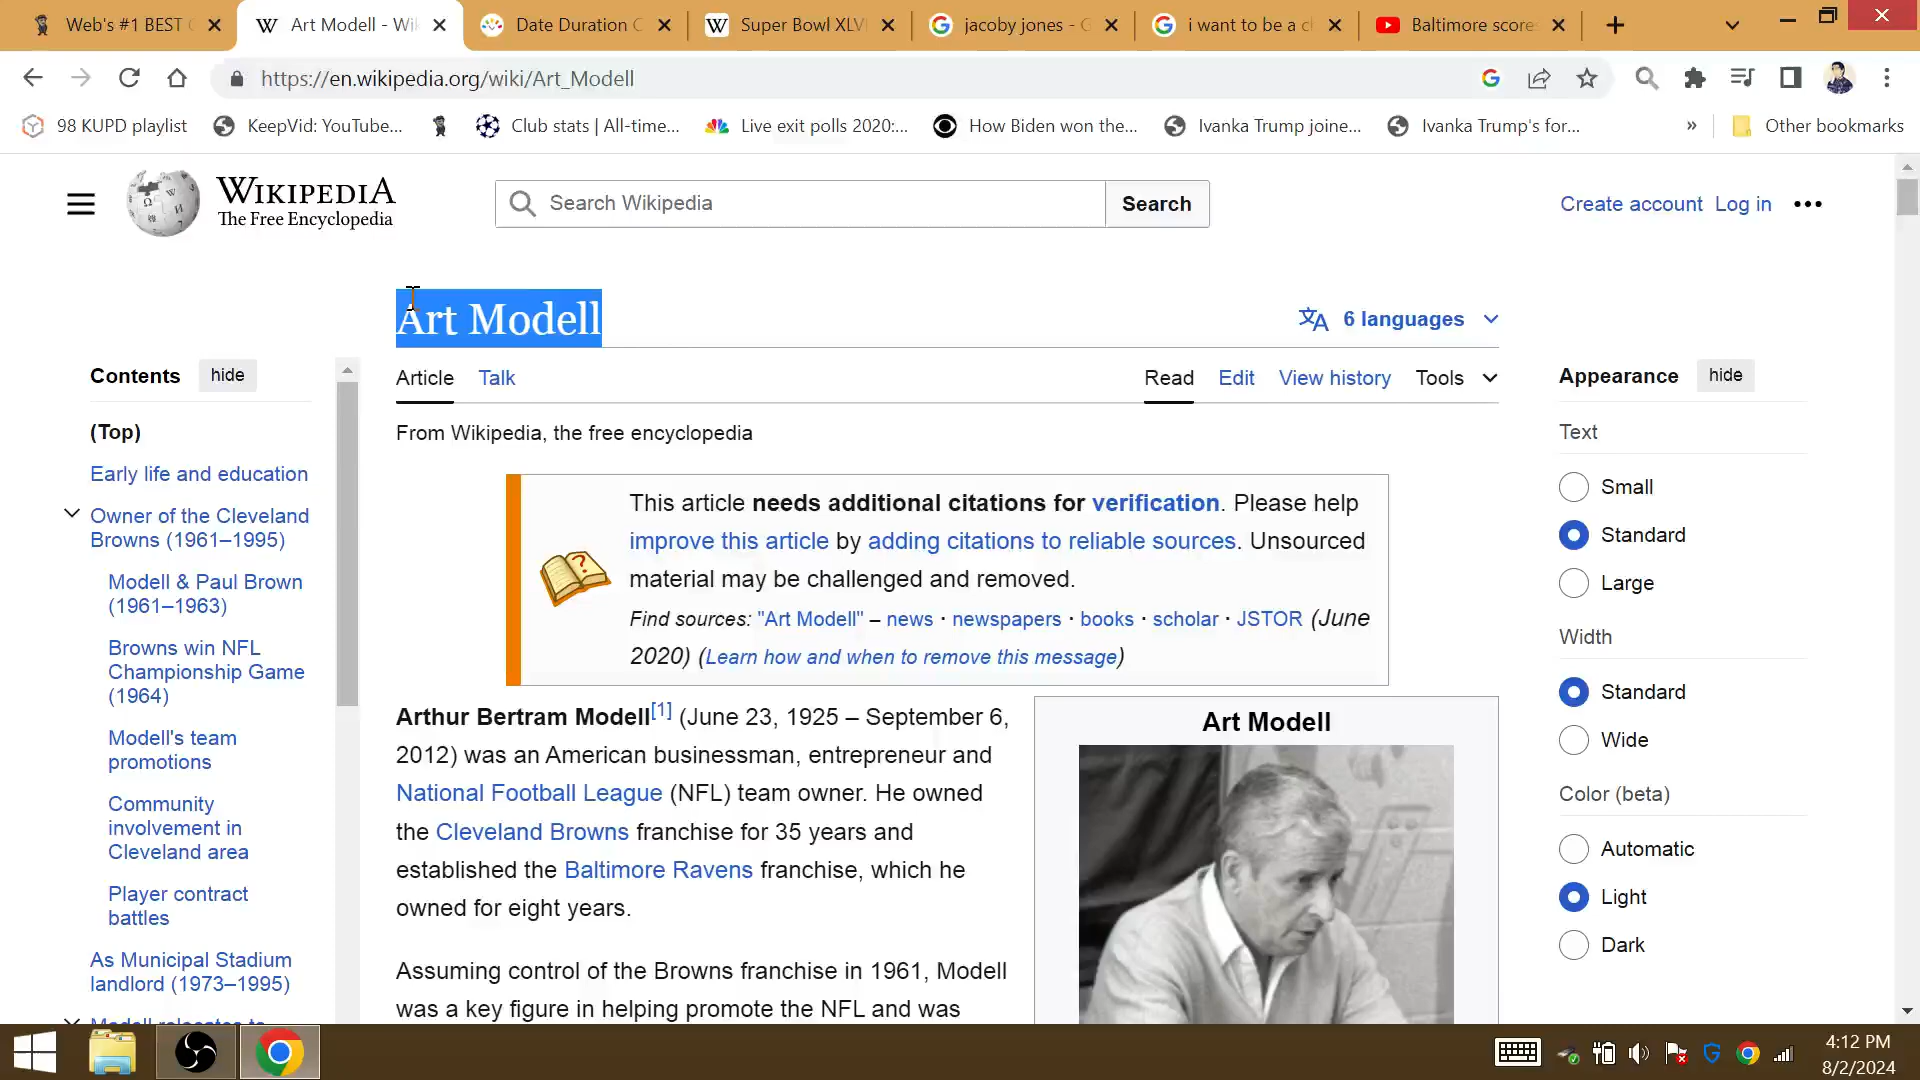 Web's #1 BEST
Art Modell - Wi
Date Duration
Super Bowl XLV
jacoby jones - G
i want to be a c
Baltimore score
https://en.wikipedia.org/wiki/Art_Modell
98 KUPD playlist
KeepVid: YouTube...
Club stats | All-time...
Live exit polls 2020:...
How Biden won the...
Ivanka Trump joine...
Ivanka Trump's for...
»
Other bookmarks
WIKIPEDIA
The Free Encyclopedia
Search Wikipedia
Search
Create account
Log in
Art Modell
6 languages
Article
Talk
Read
Edit
View history
Tools
From Wikipedia, the free encyclopedia
Contents
hide
(Top)
Early life and education
Owner of the Cleveland
Browns (1961–1995)
Modell & Paul Brown
(1961–1963)
Browns win NFL
Championship Game
(1964)
Modell's team
promotions
Community
involvement in
Cleveland area
Player contract
battles
As Municipal Stadium
landlord (1973–1995)
Modell relocates to
This article needs additional citations for verification. Please help
improve this article by adding citations to reliable sources. Unsourced
material may be challenged and removed.
Find sources: "Art Modell" – news · newspapers · books · scholar · JSTOR (June
2020) (Learn how and when to remove this message)
Arthur Bertram Modell[1] (June 23, 1925 – September 6,
2012) was an American businessman, entrepreneur and
National Football League (NFL) team owner. He owned
the Cleveland Browns franchise for 35 years and
established the Baltimore Ravens franchise, which he
owned for eight years.
Assuming control of the Browns franchise in 1961, Modell
was a key figure in helping promote the NFL and was
Art Modell
Appearance
hide
Text
Small
Standard
Large
Width
Standard
Wide
Color (beta)
Automatic
Light
Dark
4:12 PM
8/2/2024